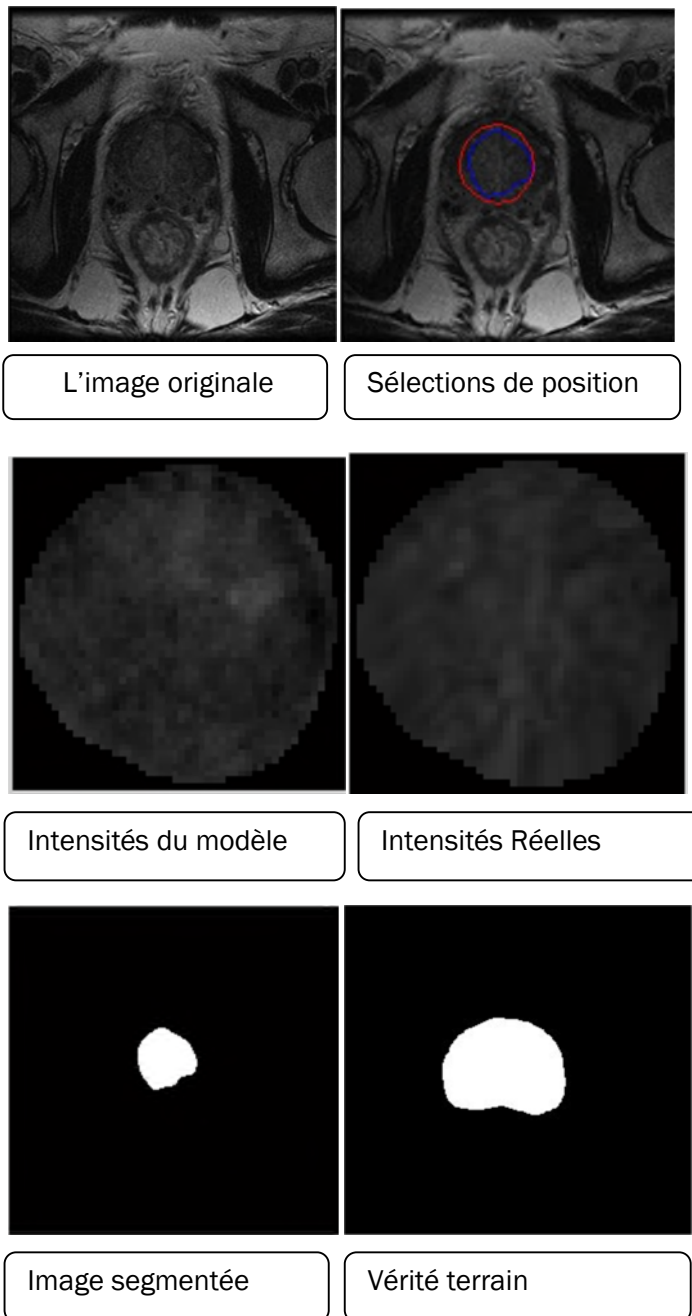 L'image originale
Sélections de position
Intensités du modèle
Intensités Réelles
Image segmentée
Vérité terrain